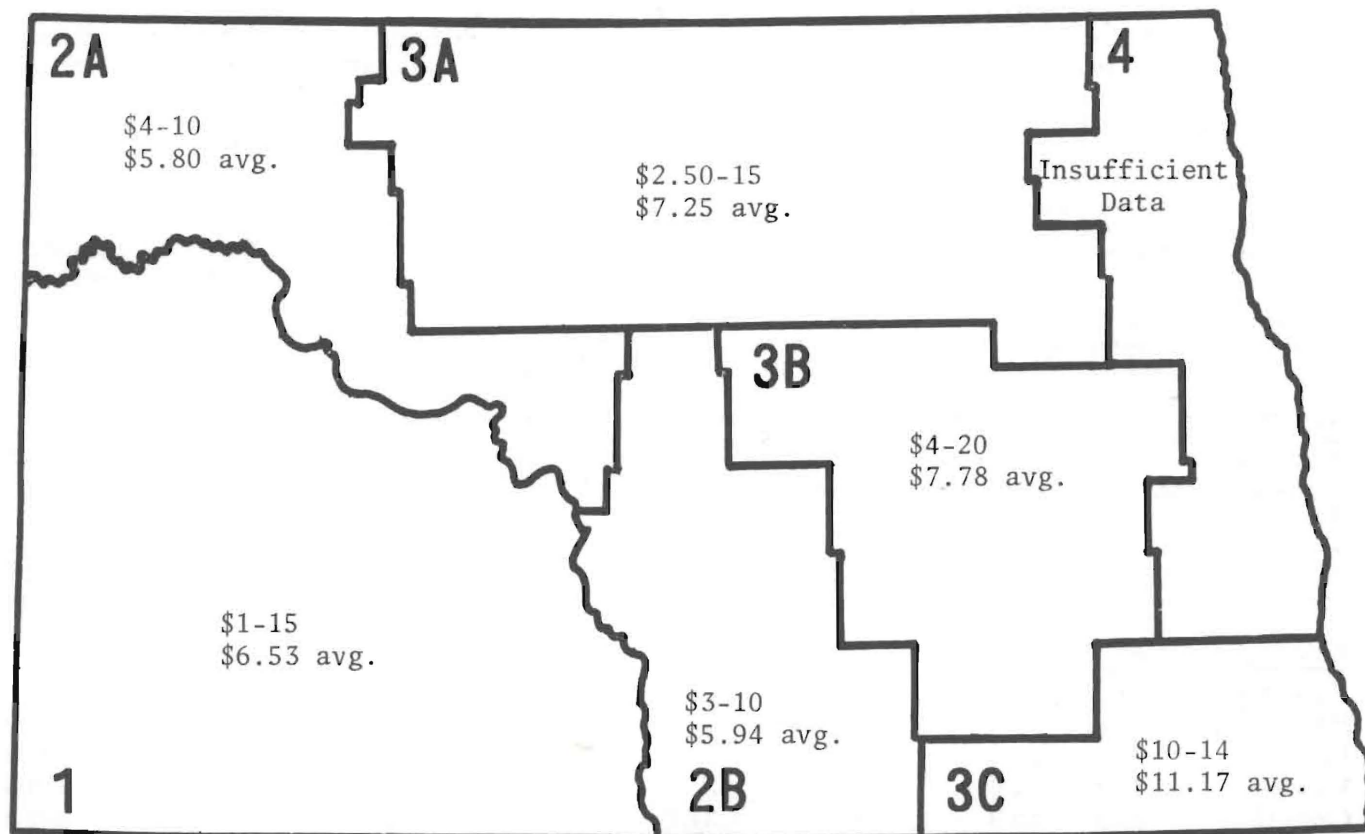 2A
$4-10
$5.80 avg.
3A
$2.50-15
$7.25 avg.
4
Insufficient
Data
3B
$4-20
$7.78 avg.
$1-15
$6.53 avg.
1
$3-10
$5.94 avg.
2B
3C
$10-14
$11.17 avg.